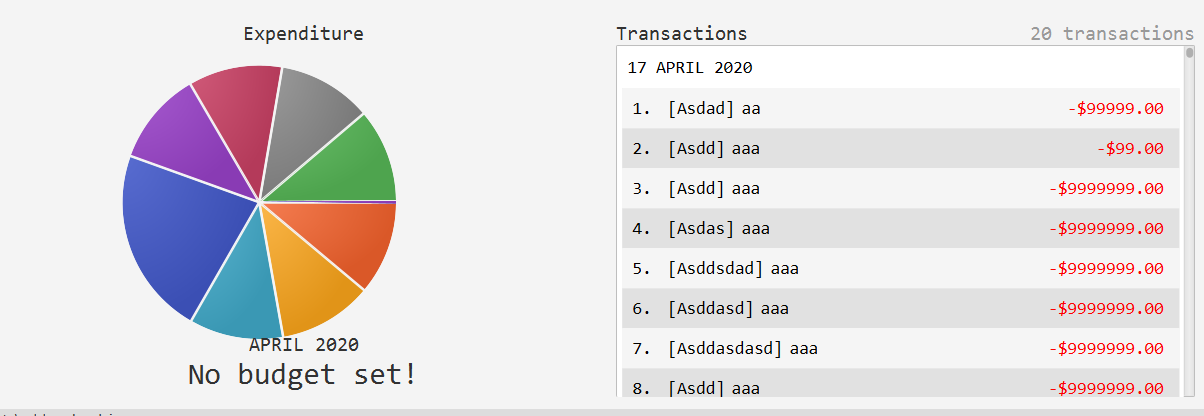 Expenditure
APRIL 2020
No budget set!
Transactions 20 transactions
17 APRIL 2020
1. [Asdad] aa -$99999.00
2. [Asdd] aaa -$99.00
3. [Asdd] aaa -$9999999.00
4. [Asdas] aaa -$9999999.00
5. [Asddsdad] aaa -$9999999.00
6. [Asddasd] aaa -$9999999.00
7. [Asddasdasd] aaa -$9999999.00
8. [Asdd] aaa -$9999999.00